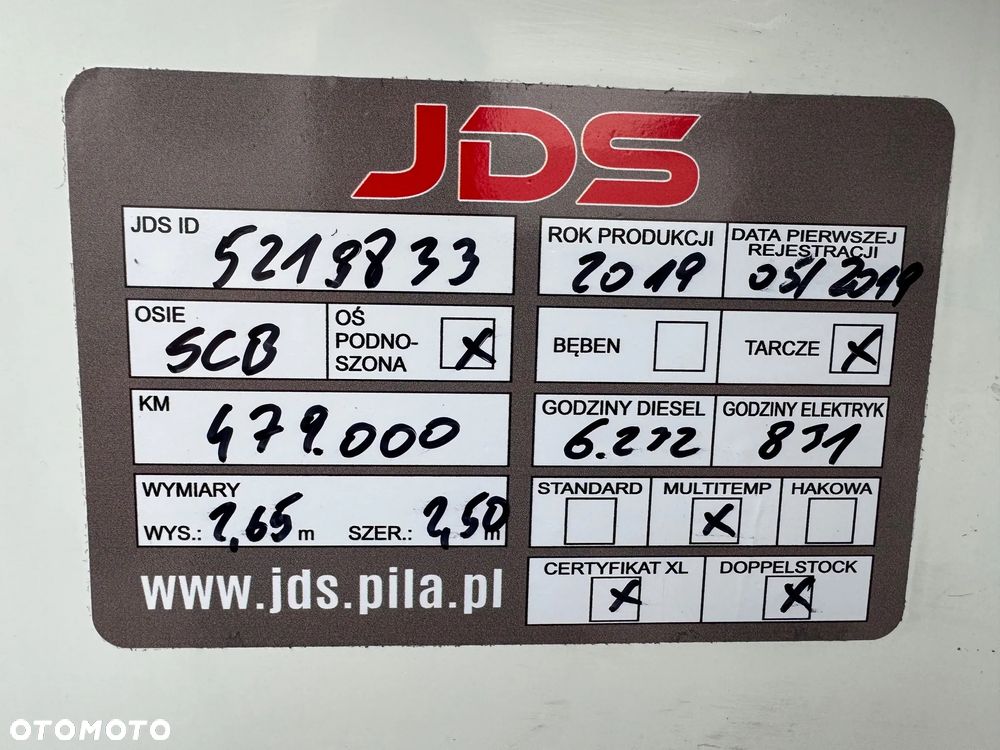 JDS
JDS ID 5219833
ROK PRODUKCJI 2019
DATA PIERWSZEJ REJESTRACJI 05/2019
OSIE SCB
OŚ PODNO-
SZONA X
BĘBEN
TARCZE X
KM 479.000
GODZINY DIESEL 6.232
GODZINY ELEKTRYK 831
WYMIARY
WYS.: 2,65 m SZER.: 2,50 m
STANDARD
MULTITEMP X
HAKOWA
CERTYFIKAT XL X
DOPPELSTOCK X
www.jds.pila.pl
OTOMOTO